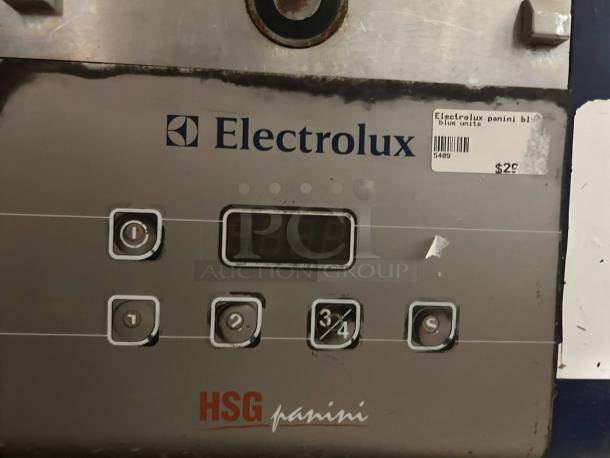 Electrolux
Electrolux panini bl
blue units
5409
$29
PCI
AUCTION GROUP
3/4
HSG panini